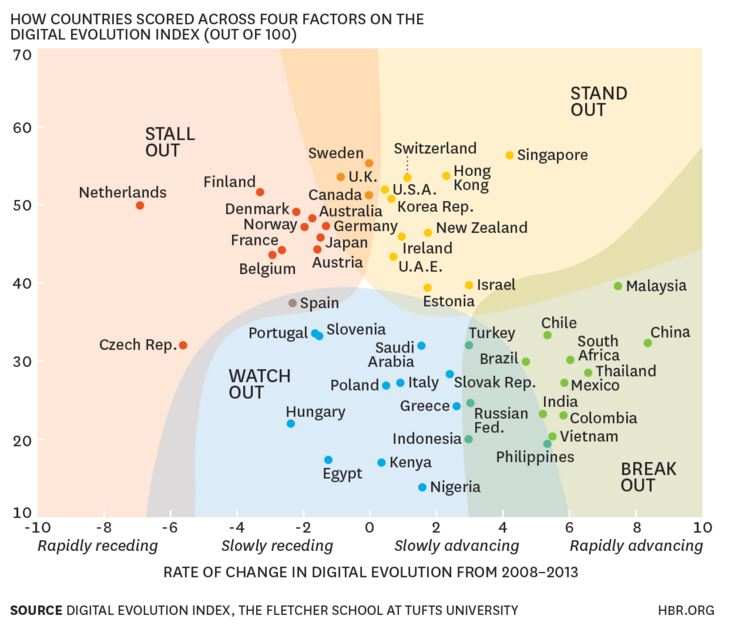 HOW COUNTRIES SCORED ACROSS FOUR FACTORS ON THE
DIGITAL EVOLUTION INDEX (OUT OF 100)
70
60
50
40
30
20
10
STALL
OUT
STAND
OUT
WATCH
OUT
BREAK
OUT
Sweden
Switzerland
Singapore
U.K.
Hong
Kong
Finland
Netherlands
Canada
U.S.A.
Korea Rep.
Denmark
Australia
Norway
Germany
New Zealand
France
Japan
Ireland
Belgium
Austria
U.A.E.
Israel
Estonia
Malaysia
Spain
Portugal
Slovenia
Czech Rep.
Saudi
Arabia
Turkey
Chile
China
Brazil
South
Africa
Poland
Italy
Slovak Rep.
Thailand
Mexico
Hungary
Greece
Russian
Fed.
India
Colombia
Indonesia
Vietnam
Philippines
Egypt
Kenya
Nigeria
-10 -8 -6 -4 -2 0 2 4 6 8 10
Rapidly receding Slowly receding Slowly advancing Rapidly advancing
RATE OF CHANGE IN DIGITAL EVOLUTION FROM 2008–2013
SOURCE DIGITAL EVOLUTION INDEX, THE FLETCHER SCHOOL AT TUFTS UNIVERSITY HBR.ORG